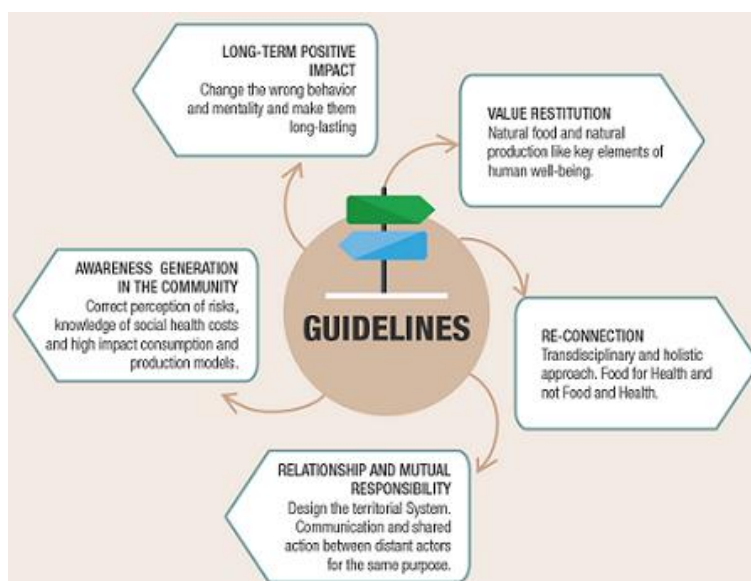 LONG-TERM POSITIVE
IMPACT
Change the wrong behavior
and mentality and make them
long-lasting
VALUE RESTITUTION
Natural food and natural
production like key elements of
human well-being.
AWARENESS GENERATION
IN THE COMMUNITY
Correct perception of risks,
knowledge of social health costs
and high impact consumption and
production models.
GUIDELINES
RE-CONNECTION
Transdisciplinary and holistic
approach. Food for Health and
not Food and Health.
RELATIONSHIP AND MUTUAL
RESPONSIBILITY
Design the territorial System.
Communication and shared
action between distant actors
for the same purpose.